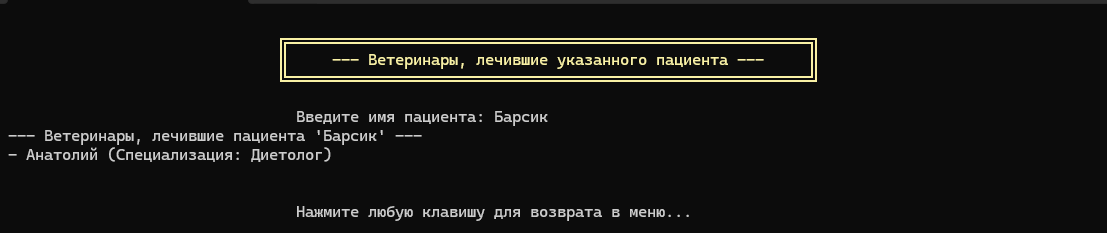 --- Ветеринары, лечившие указанного пациента ---
Введите имя пациента: Барсик
--- Ветеринары, лечившие пациента 'Барсик' ---
- Анатолий (Специализация: Диетолог)
Нажмите любую клавишу для возврата в меню...